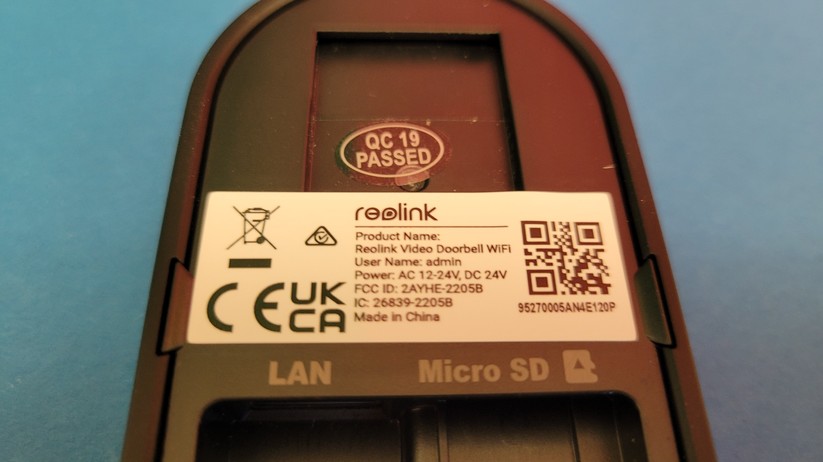 QC 19
PASSED
reolink
Product Name:
Reolink Video Doorbell WiFi
User Name: admin
Power: AC 12-24V, DC 24V
FCC ID: 2AYHE-2205B
IC: 26839-2205B
Made in China
CE UK
CA
95270005AN4E120P
LAN Micro SD